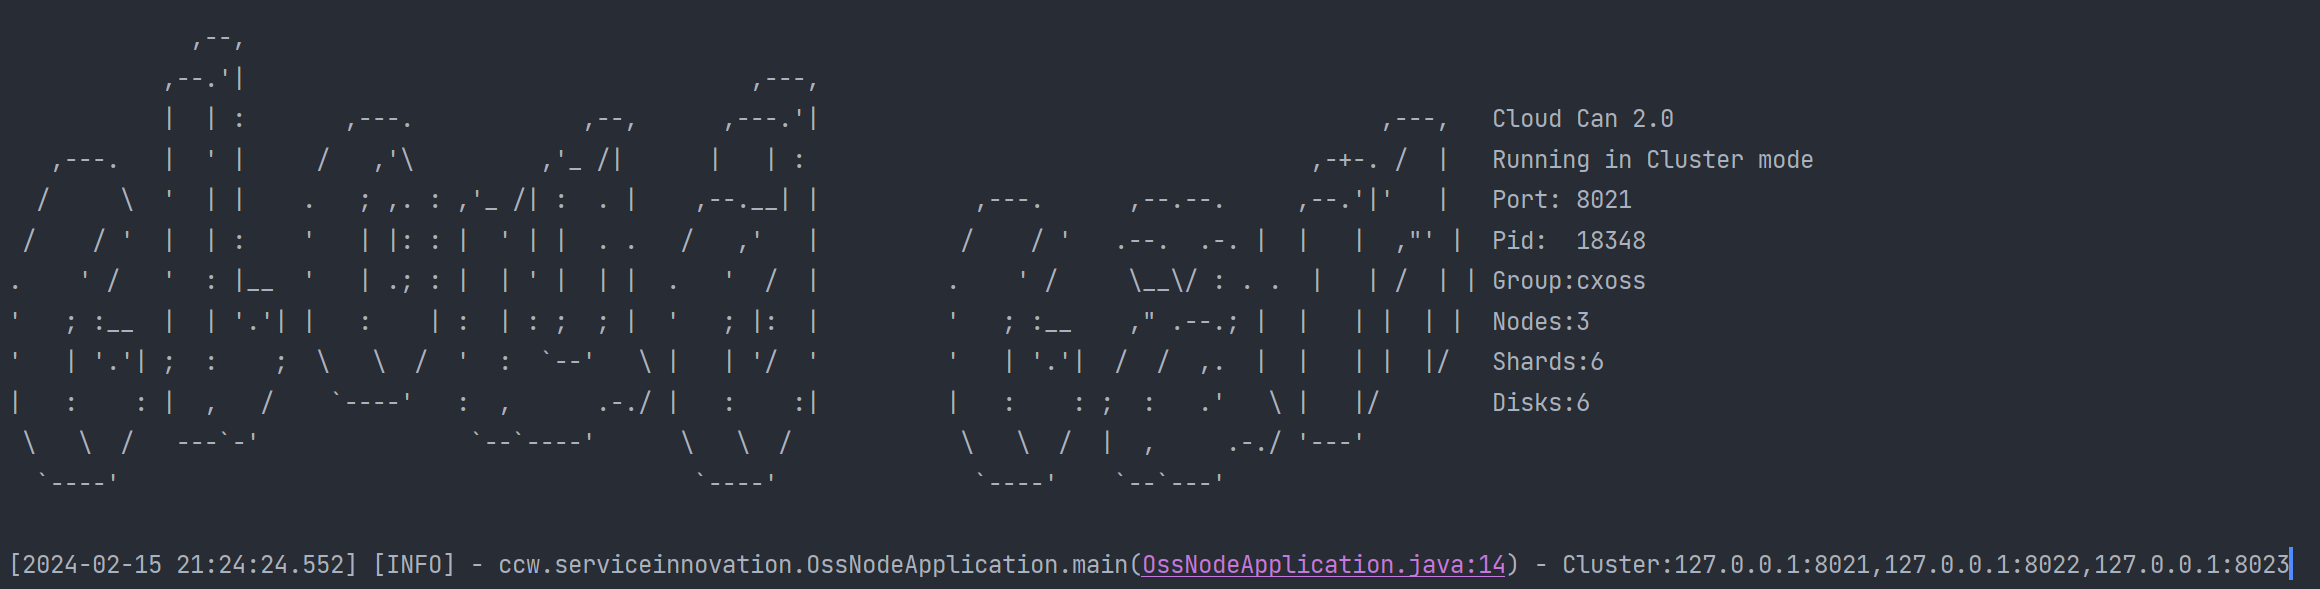 cloud can
Cloud Can 2.0
Running in Cluster mode
Port: 8021
Pid:  18348
Group:cxoss
Nodes:3
Shards:6
Disks:6
[2024-02-15 21:24:24.552] [INFO] - ccw.serviceinnovation.OssNodeApplication.main(OssNodeApplication.java:14) - Cluster:127.0.0.1:8021,127.0.0.1:8022,127.0.0.1:8023